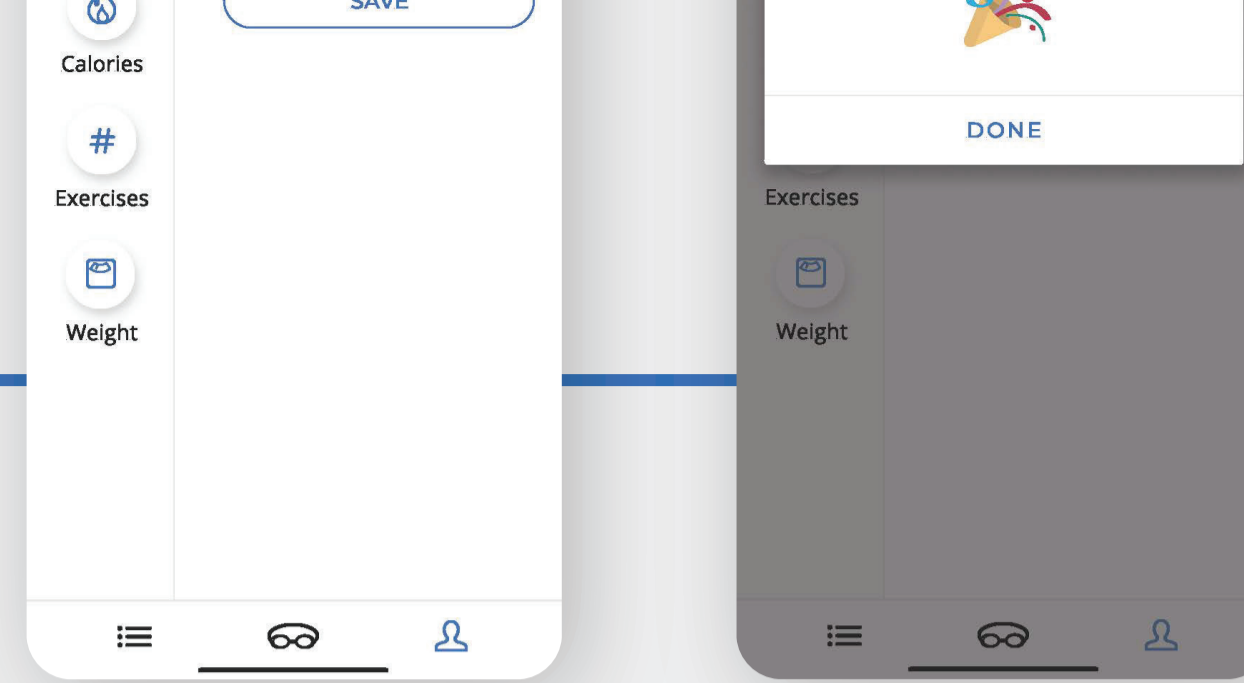 SAVE
Calories
#
Exercises
Weight
DONE
Exercises
Weight